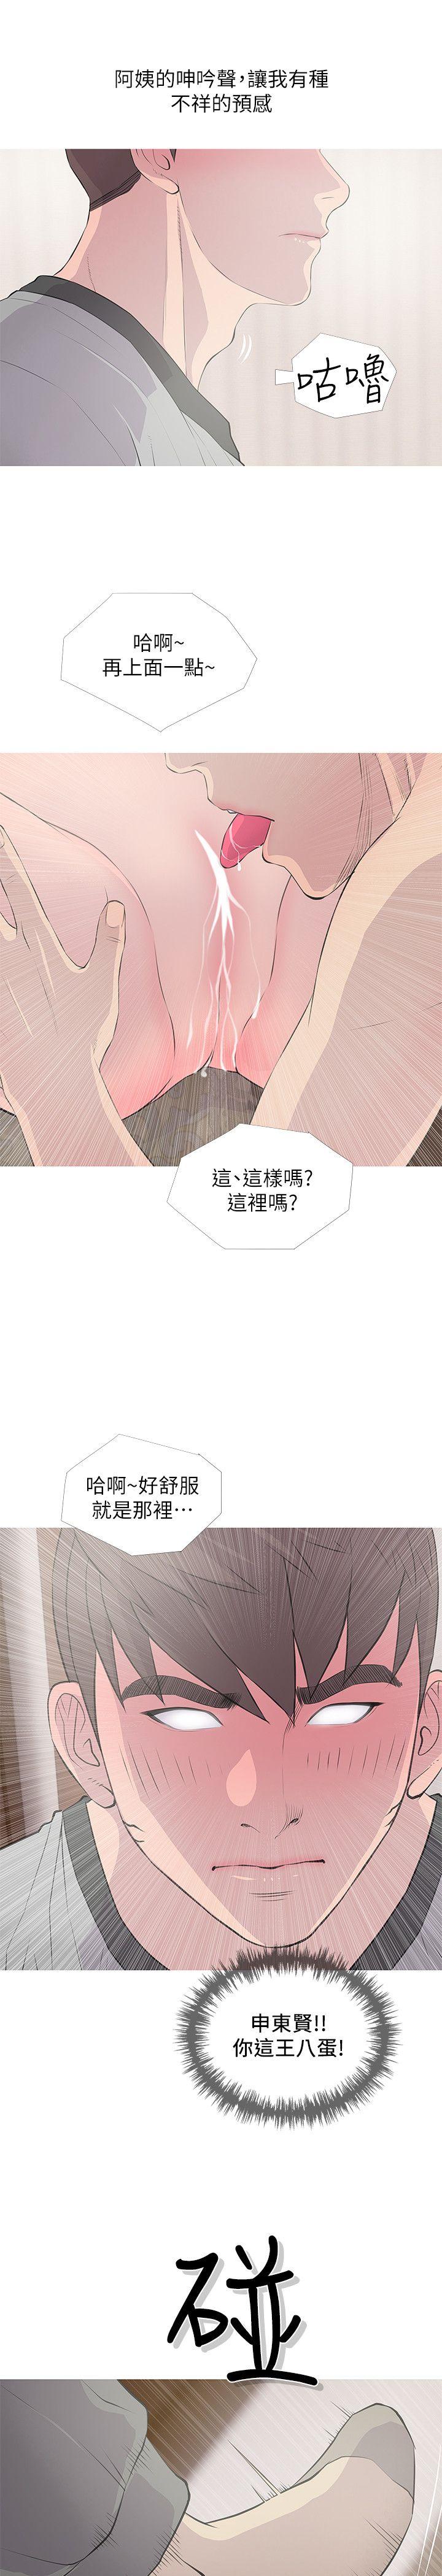 阿姨的呻吟聲，讓我有種
不祥的預感
咕嚕
哈啊~
再上面一點~
這、這樣嗎?
這裡嗎?
哈啊~好舒服
就是那裡…
申東賢!!
你這王八蛋!
碰